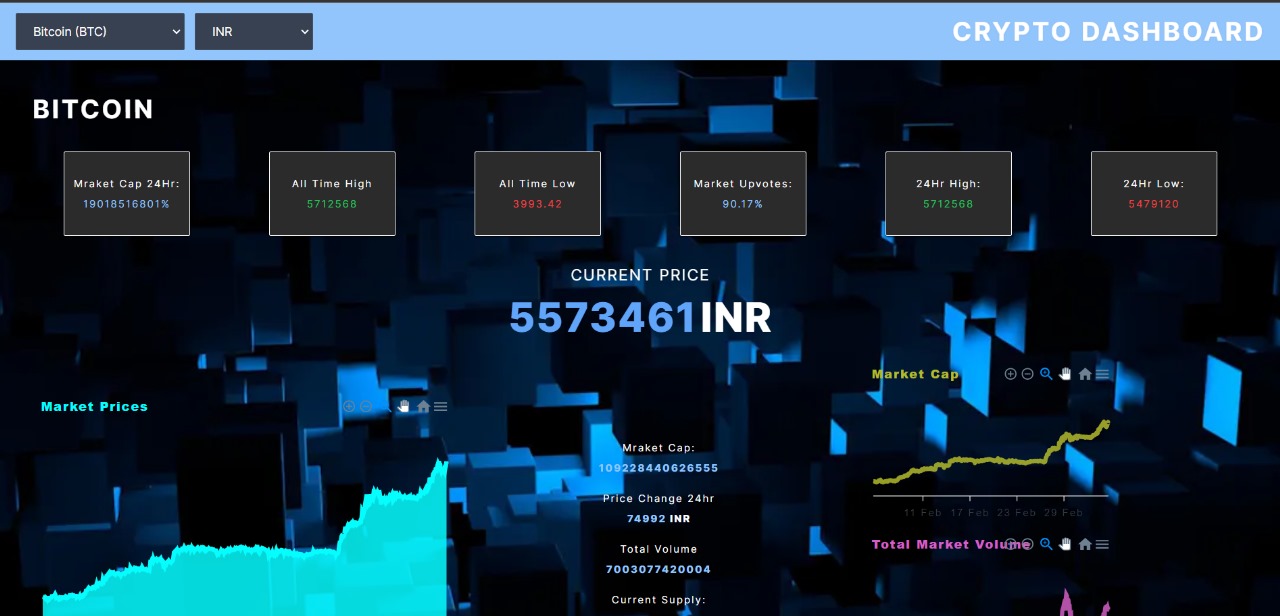 Bitcoin (BTC) INR CRYPTO DASHBOARD
BITCOIN
Mraket Cap 24Hr:
19018516801%
All Time High
5712568
All Time Low
3993.42
Market Upvotes:
90.17%
24Hr High:
5712568
24Hr Low:
5479120
CURRENT PRICE
5573461INR
Market Prices
Mraket Cap:
109228440626555
Price Change 24hr
74992 INR
Total Volume
7003077420004
Current Supply:
Market Cap
11 Feb 17 Feb 23 Feb 29 Feb
Total Market Volume